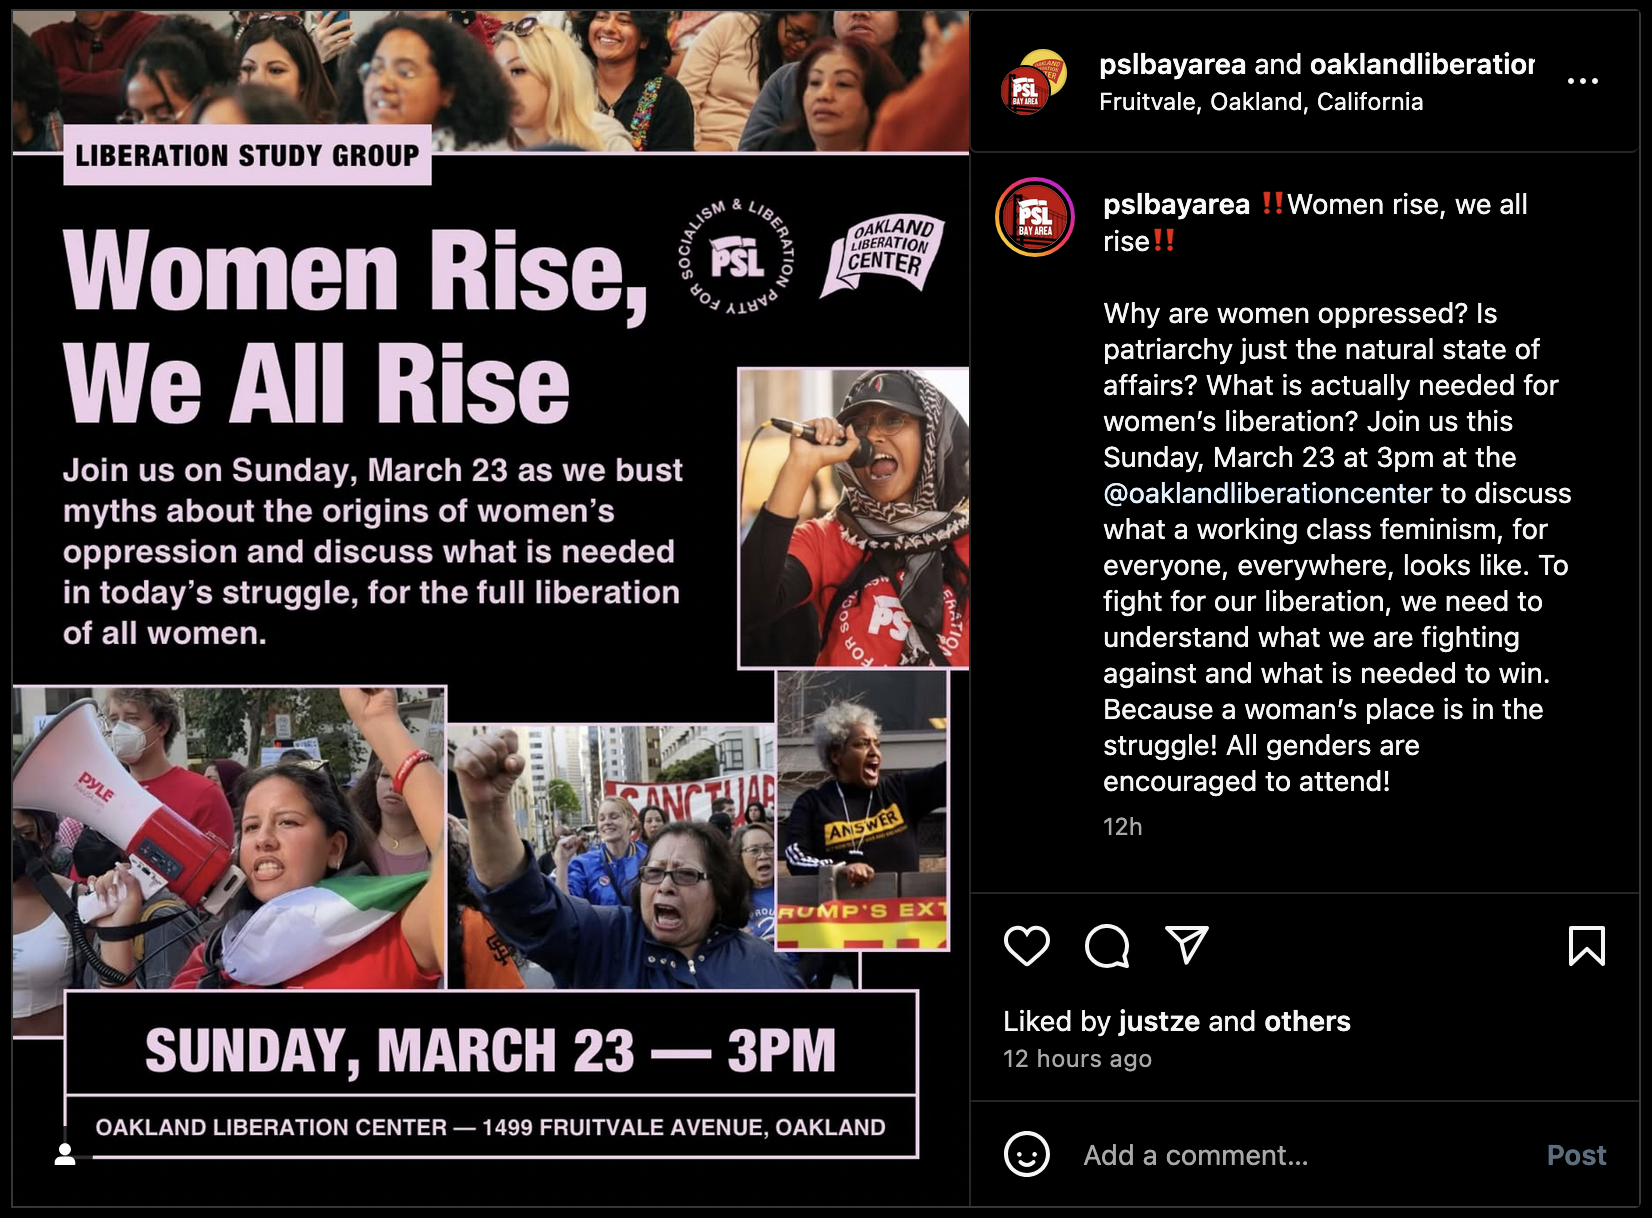 LIBERATION STUDY GROUP
Women Rise,
We All Rise
PARTY FOR SOCIALISM & LIBERATION
PSL
OAKLAND
LIBERATION
CENTER
Join us on Sunday, March 23 as we bust
myths about the origins of women's
oppression and discuss what is needed
in today's struggle, for the full liberation
of all women.
PSL
PYLE
SANCTUAR
ANSWER
RUMP'S EXT
PROUD
SUNDAY, MARCH 23 — 3PM
OAKLAND LIBERATION CENTER — 1499 FRUITVALE AVENUE, OAKLAND
PSL
BAY AREA
pslbayarea and oaklandliberation
Fruitvale, Oakland, California
PSL
BAY AREA
pslbayarea ‼️Women rise, we all
rise‼️
Why are women oppressed? Is
patriarchy just the natural state of
affairs? What is actually needed for
women's liberation? Join us this
Sunday, March 23 at 3pm at the
@oaklandliberationcenter to discuss
what a working class feminism, for
everyone, everywhere, looks like. To
fight for our liberation, we need to
understand what we are fighting
against and what is needed to win.
Because a woman's place is in the
struggle! All genders are
encouraged to attend!
12h
Liked by justze and others
12 hours ago
Add a comment...
Post